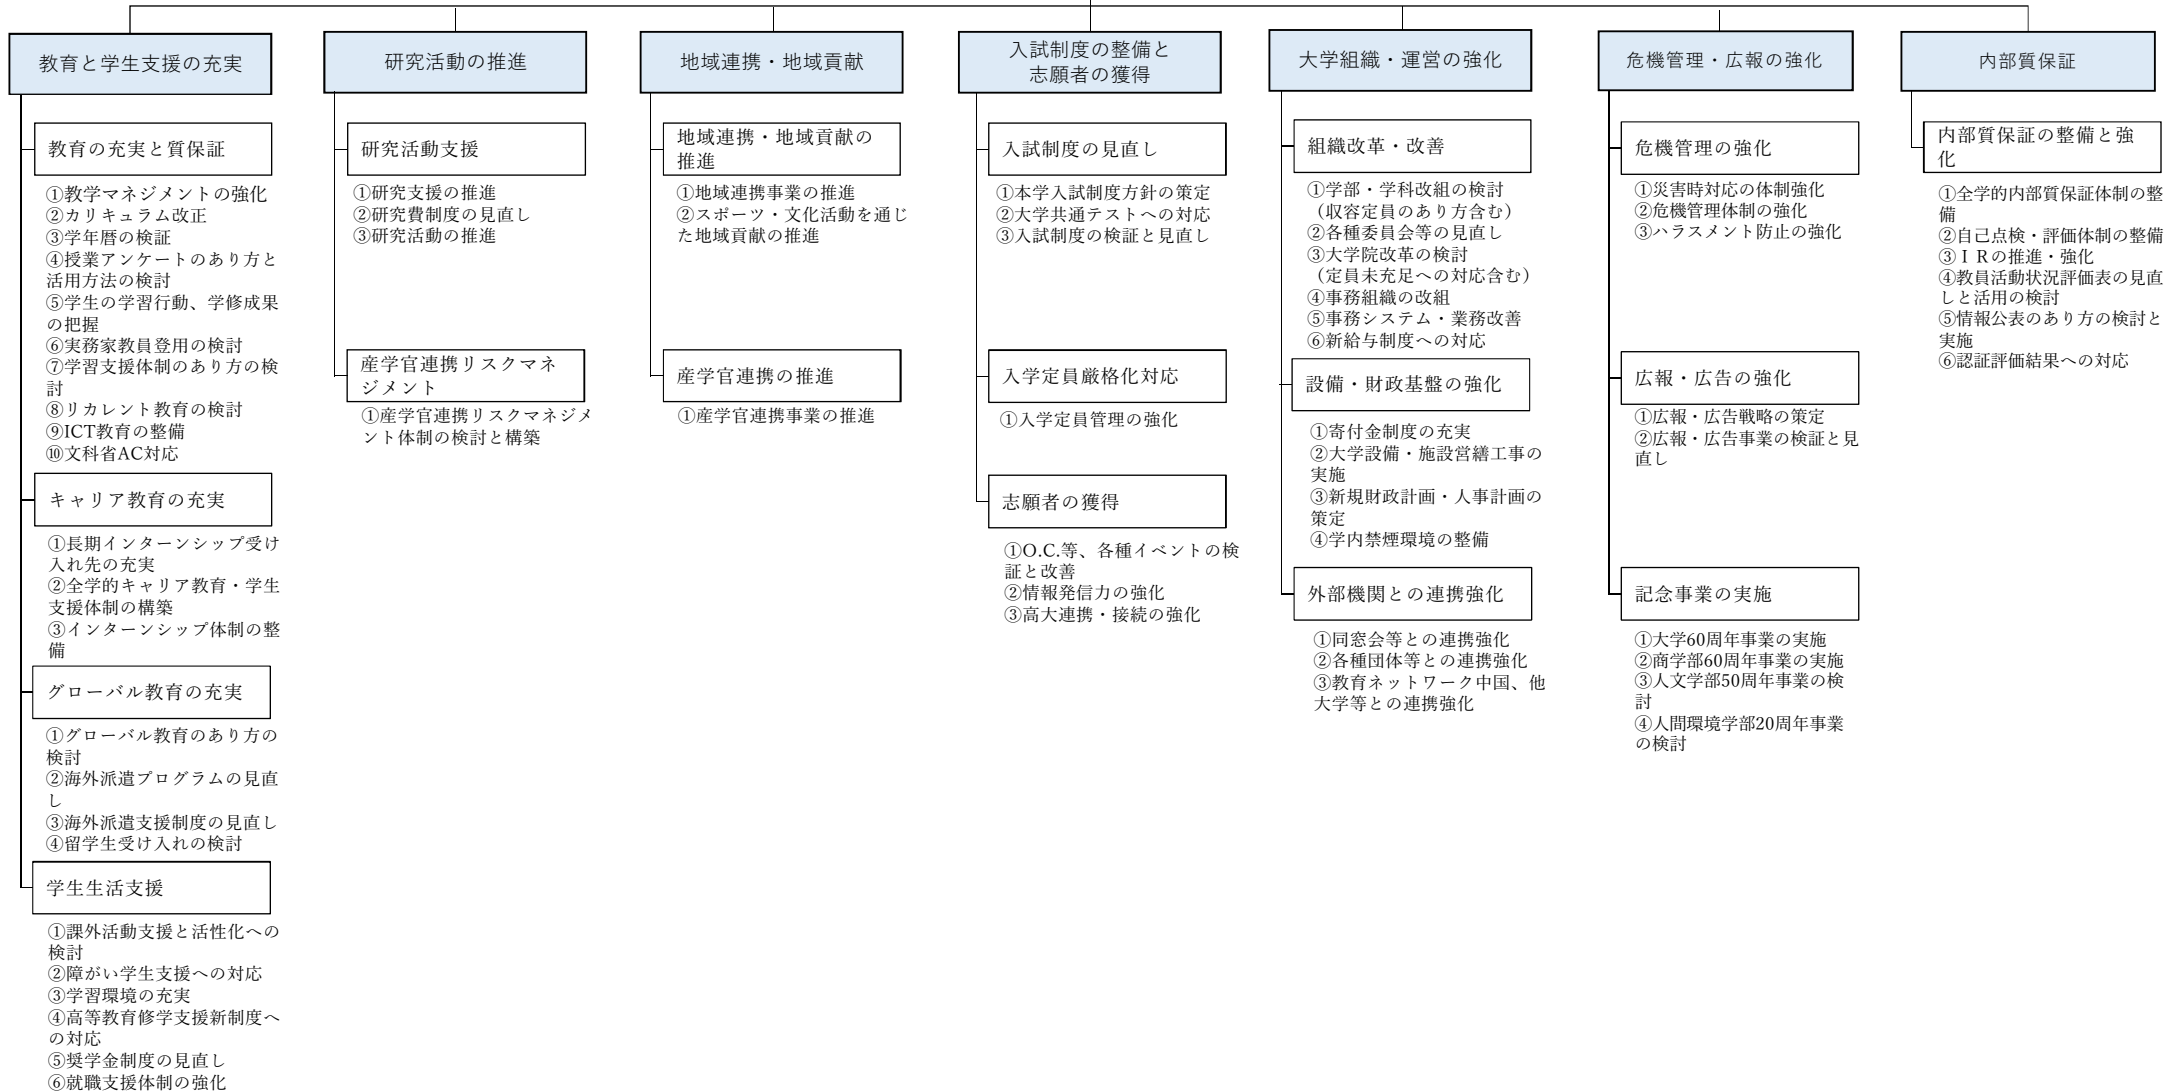 教育と学生支援の充実
教育の充実と質保証
①教学マネジメントの強化
②カリキュラム改正
③学年暦の検証
④授業アンケートのあり方と
活用方法の検討
⑤学生の学習行動、学修成果
の把握
⑥実務家教員登用の検討
⑦学習支援体制のあり方の検
討
⑧リカレント教育の検討
⑨ICT教育の整備
⑩文科省AC対応
キャリア教育の充実
①長期インターンシップ受け
入れ先の充実
②全学的キャリア教育・学生
支援体制の構築
③インターンシップ体制の整
備
グローバル教育の充実
①グローバル教育のあり方の
検討
②海外派遣プログラムの見直
し
③海外派遣支援制度の見直し
④留学生受け入れの検討
学生生活支援
①課外活動支援と活性化への
検討
②障がい学生支援への対応
③学習環境の充実
④高等教育修学支援新制度へ
の対応
⑤奨学金制度の見直し
⑥就職支援体制の強化
研究活動の推進
研究活動支援
①研究支援の推進
②研究費制度の見直し
③研究活動の推進
産学官連携リスクマネ
ジメント
①産学官連携リスクマネジメ
ント体制の検討と構築
地域連携・地域貢献
地域連携・地域貢献の
推進
①地域連携事業の推進
②スポーツ・文化活動を通じ
た地域貢献の推進
産学官連携の推進
①産学官連携事業の推進
入試制度の整備と
志願者の獲得
入試制度の見直し
①本学入試制度方針の策定
②大学共通テストへの対応
③入試制度の検証と見直し
入学定員厳格化対応
①入学定員管理の強化
志願者の獲得
①O.C.等、各種イベントの検
証と改善
②情報発信力の強化
③高大連携・接続の強化
大学組織・運営の強化
組織改革・改善
①学部・学科改組の検討
（収容定員のあり方含む）
②各種委員会等の見直し
③大学院改革の検討
（定員未充足への対応含む）
④事務組織の改組
⑤事務システム・業務改善
⑥新給与制度への対応
設備・財政基盤の強化
①寄付金制度の充実
②大学設備・施設営繕工事の
実施
③新規財政計画・人事計画の
策定
④学内禁煙環境の整備
外部機関との連携強化
①同窓会等との連携強化
②各種団体等との連携強化
③教育ネットワーク中国、他
大学等との連携強化
危機管理・広報の強化
危機管理の強化
①災害時対応の体制強化
②危機管理体制の強化
③ハラスメント防止の強化
広報・広告の強化
①広報・広告戦略の策定
②広報・広告事業の検証と見
直し
記念事業の実施
①大学60周年事業の実施
②商学部60周年事業の実施
③人文学部50周年事業の検
討
④人間環境学部20周年事業
の検討
内部質保証
内部質保証の整備と強
化
①全学的内部質保証体制の整
備
②自己点検・評価体制の整備
③ＩＲの推進・強化
④教員活動状況評価表の見直
しと活用の検討
⑤情報公表のあり方の検討と
実施
⑥認証評価結果への対応